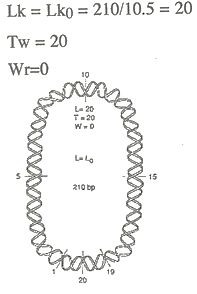 Lk = Lk0 = 210/10.5 = 20
Tw = 20
Wr=0
10
L= 20
T = 20
W = 0
L= L0
5
15
210 bp
1
19
20